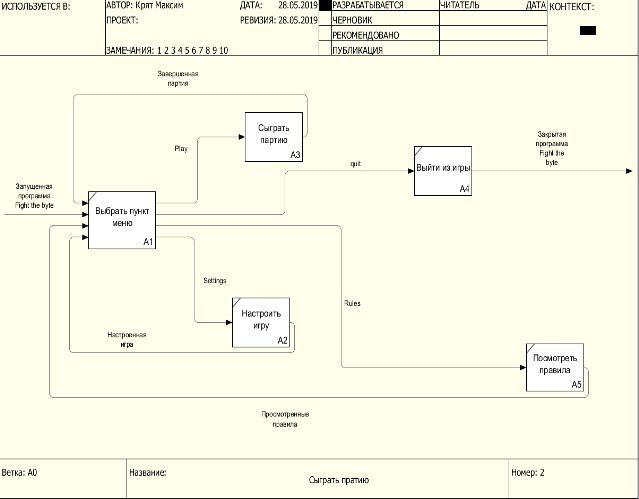 ИСПОЛЬЗУЕТСЯ В:
АВТОР: Крят Максим
ДАТА: 28.05.2019
РАЗРАБАТЫВАЕТСЯ
ЧИТАТЕЛЬ
ДАТА
КОНТЕКСТ:
ПРОЕКТ:
РЕВИЗИЯ: 28.05.2019
ЧЕРНОВИК
РЕКОМЕНДОВАНО
ЗАМЕЧАНИЯ: 1 2 3 4 5 6 7 8 9 10
ПУБЛИКАЦИЯ
Завершенная
партия
Сыграть
партию
A3
Play
quit
Закрытая
программа
Fight the
byte
Выйти из игры
A4
Запущенная
программа
Fight the byte
Выбрать пункт
меню
A1
Settings
Rules
Настроить
игру
A2
Настроенная
игра
Посмотреть
правила
A5
Просмотренные
правила
Ветка: A0
Название:
Сыграть пратию
Номер: 2